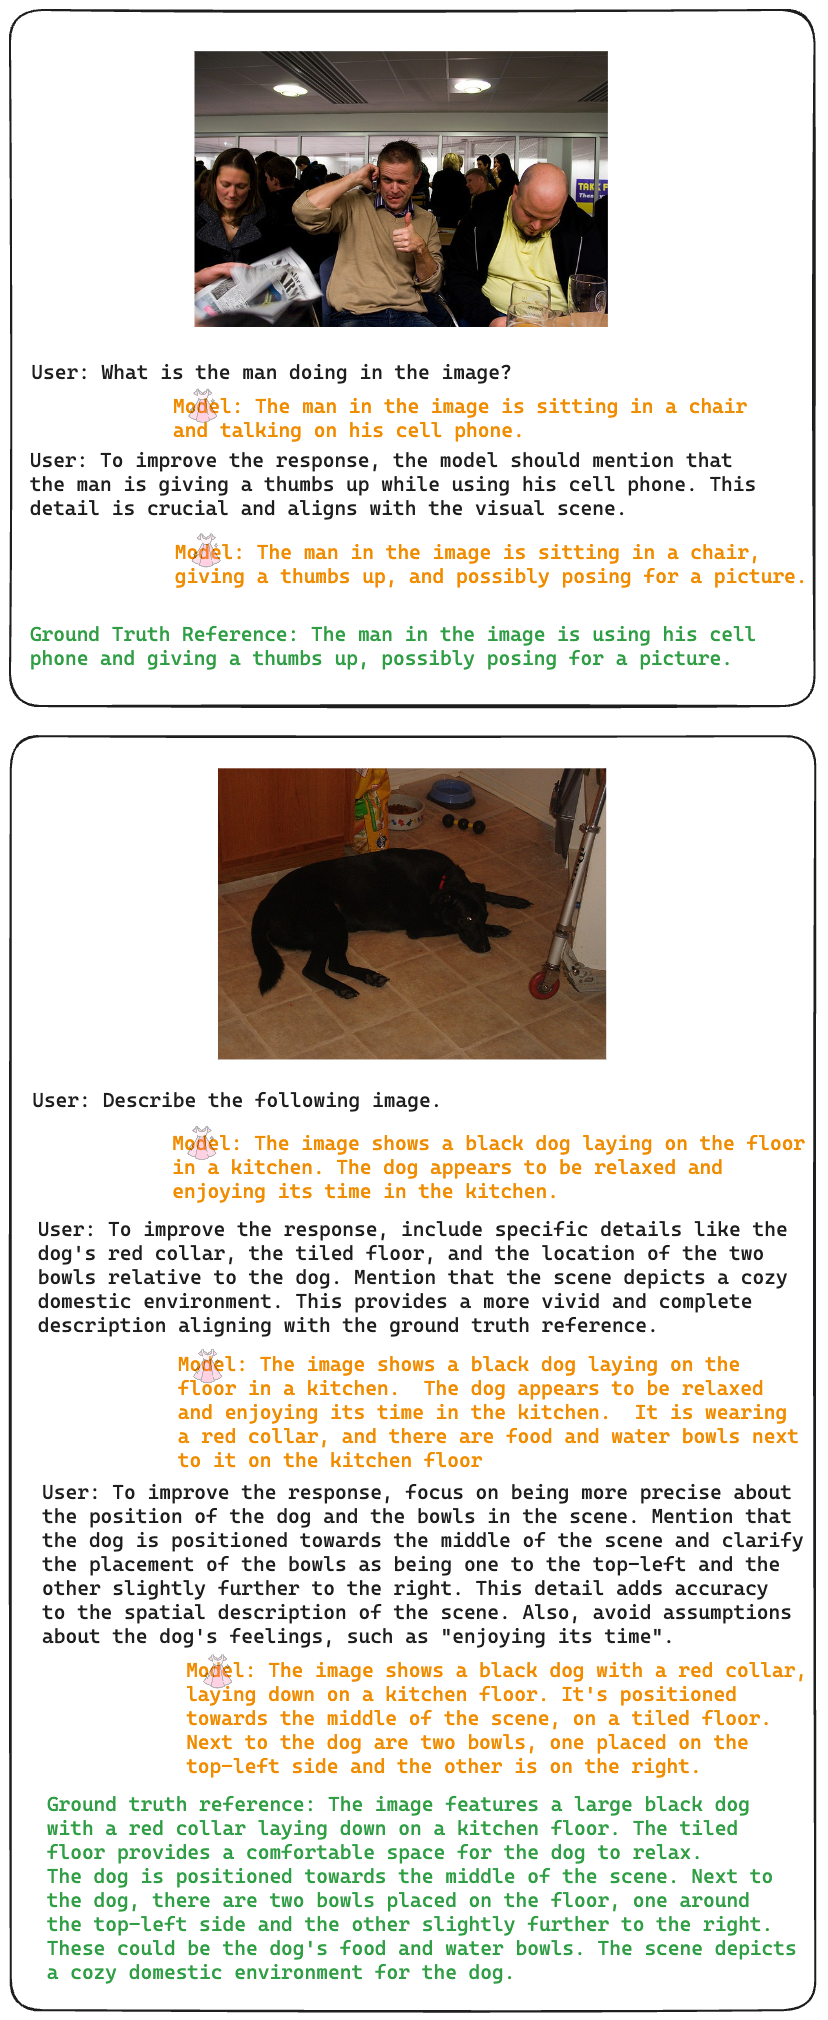 TAKE F
User: What is the man doing in the image?
Model: The man in the image is sitting in a chair
and talking on his cell phone.
User: To improve the response, the model should mention that
the man is giving a thumbs up while using his cell phone. This
detail is crucial and aligns with the visual scene.
Model: The man in the image is sitting in a chair,
giving a thumbs up, and possibly posing for a picture.
Ground Truth Reference: The man in the image is using his cell
phone and giving a thumbs up, possibly posing for a picture.
User: Describe the following image.
Model: The image shows a black dog laying on the floor
in a kitchen. The dog appears to be relaxed and
enjoying its time in the kitchen.
User: To improve the response, include specific details like the
dog's red collar, the tiled floor, and the location of the two
bowls relative to the dog. Mention that the scene depicts a cozy
domestic environment. This provides a more vivid and complete
description aligning with the ground truth reference.
Model: The image shows a black dog laying on the
floor in a kitchen.  The dog appears to be relaxed
and enjoying its time in the kitchen.  It is wearing
a red collar, and there are food and water bowls next
to it on the kitchen floor
User: To improve the response, focus on being more precise about
the position of the dog and the bowls in the scene. Mention that
the dog is positioned towards the middle of the scene and clarify
the placement of the bowls as being one to the top-left and the
other slightly further to the right. This detail adds accuracy
to the spatial description of the scene. Also, avoid assumptions
about the dog's feelings, such as "enjoying its time".
Model: The image shows a black dog with a red collar,
laying down on a kitchen floor. It's positioned
towards the middle of the scene, on a tiled floor.
Next to the dog are two bowls, one placed on the
top-left side and the other is on the right.
Ground truth reference: The image features a large black dog
with a red collar laying down on a kitchen floor. The tiled
floor provides a comfortable space for the dog to relax.
The dog is positioned towards the middle of the scene. Next to
the dog, there are two bowls placed on the floor, one around
the top-left side and the other slightly further to the right.
These could be the dog's food and water bowls. The scene depicts
a cozy domestic environment for the dog.